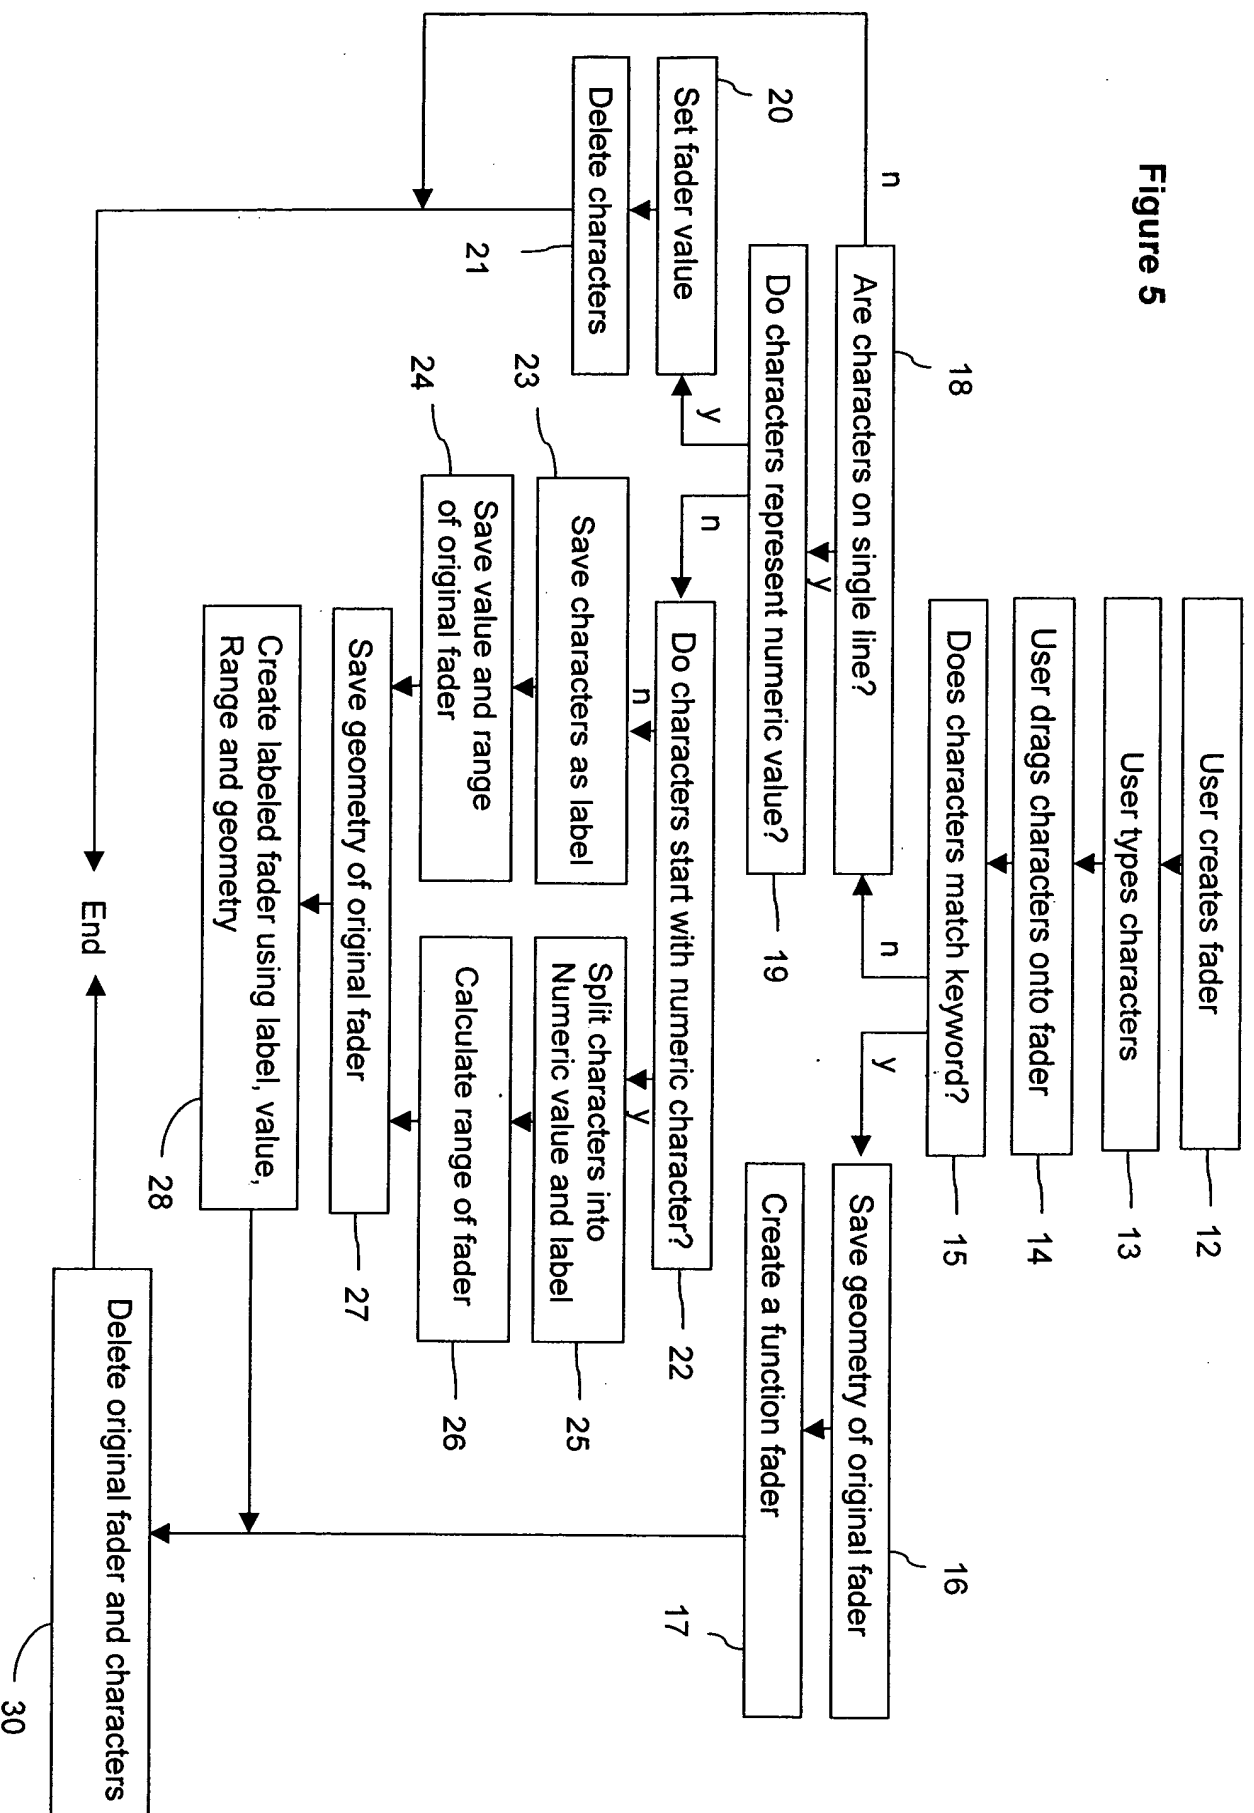 Figure 5
User creates fader
12
User types characters
13
User drags characters onto fader
14
Does characters match keyword?
15
n
y
Save geometry of original fader
16
Create a function fader
17
Are characters on single line?
18
n
y
Do characters represent numeric value?
19
y
n
Set fader value
20
Delete characters
21
Do characters start with numeric character?
22
n
y
Save characters as label
23
Save value and range
of original fader
24
Split characters into
Numeric value and label
25
Calculate range of fader
26
Save geometry of original fader
27
Create labeled fader using label, value,
Range and geometry
28
Delete original fader and characters
30
End